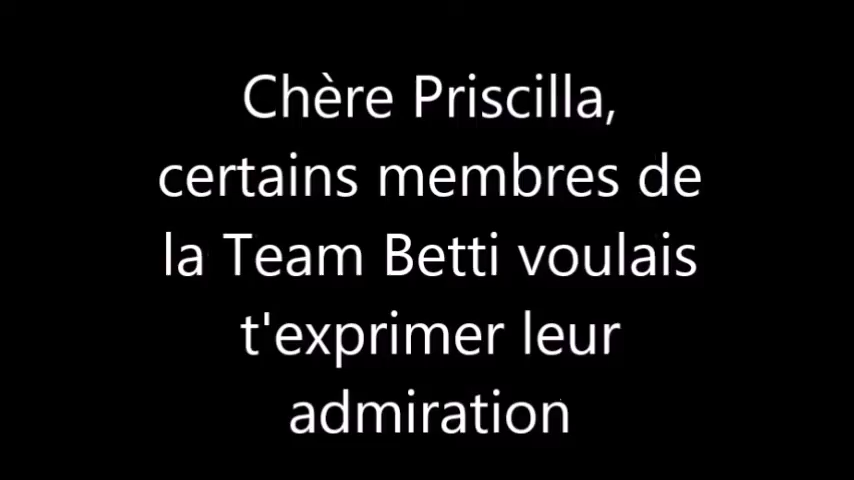 Chère Priscilla,
certains membres de
la Team Betti voulais
t'exprimer leur
admiration